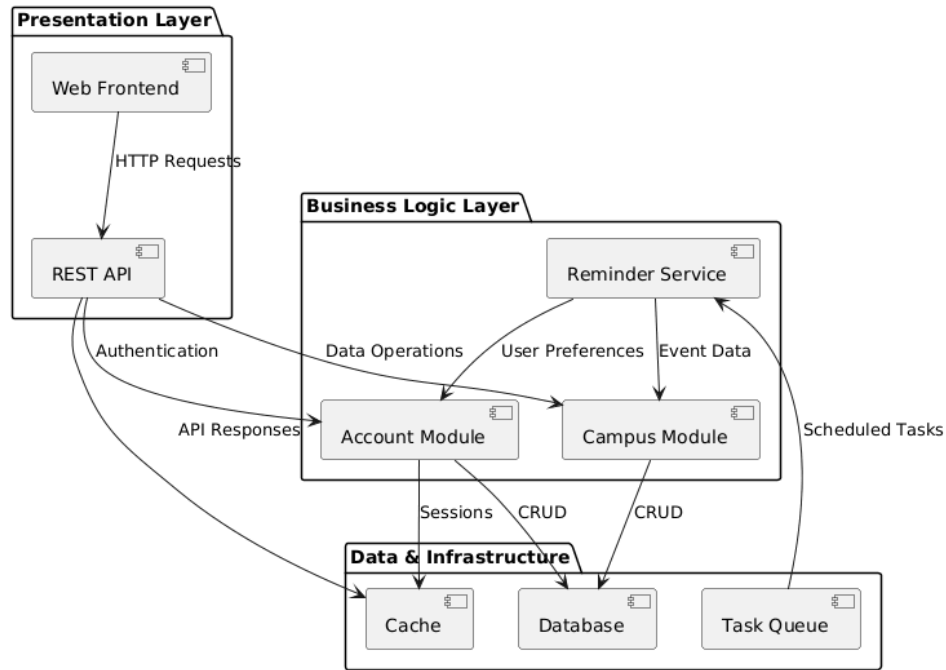 Presentation Layer
Web Frontend
HTTP Requests
REST API
Business Logic Layer
Reminder Service
Authentication
Data Operations
User Preferences
Event Data
API Responses
Account Module
Campus Module
Scheduled Tasks
Sessions
CRUD
CRUD
Data & Infrastructure
Cache
Database
Task Queue